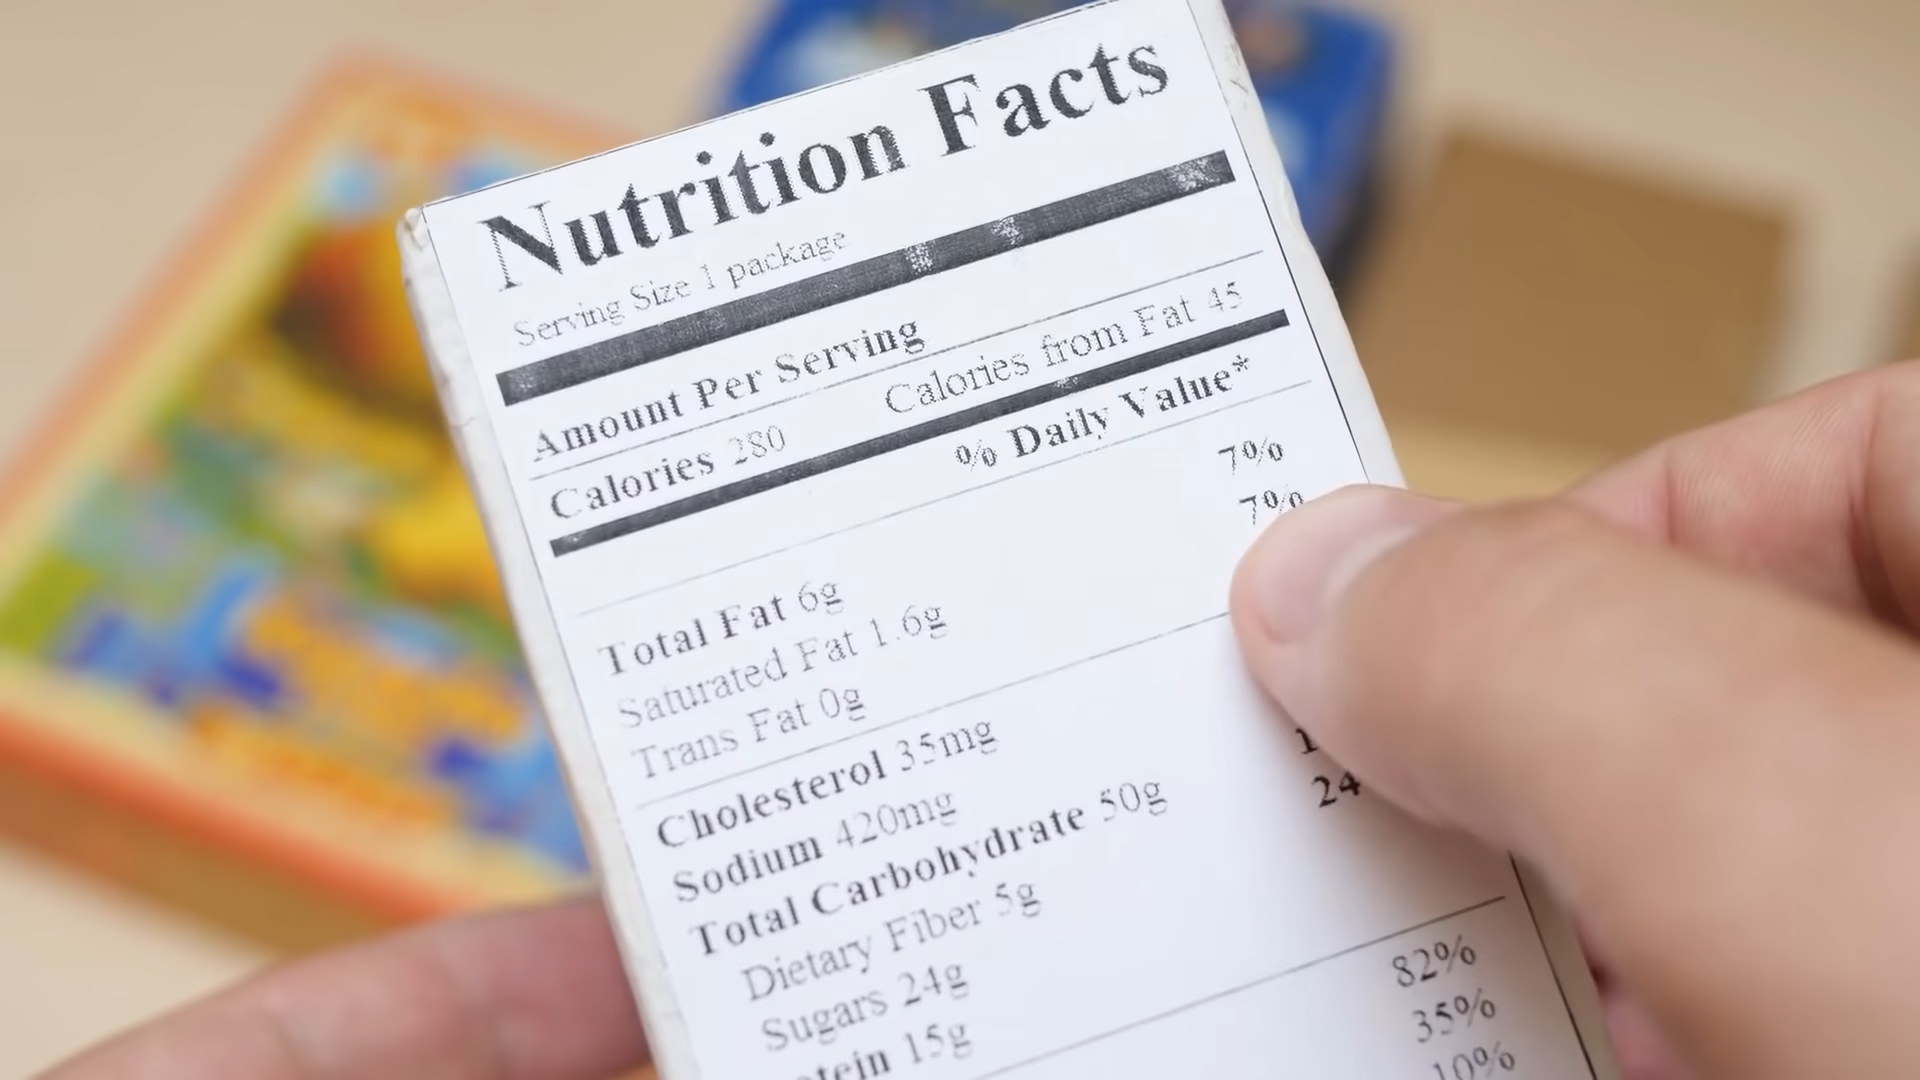 Nutrition Facts
Serving Size 1 package
Amount Per Serving
Calories 280 Calories from Fat 45
% Daily Value*
7%
7%
Total Fat 6g
Saturated Fat 1.6g
Trans Fat 0g
Cholesterol 35mg
Sodium 420mg
Total Carbohydrate 50g
24
Dietary Fiber 5g
Sugars 24g
15g
82%
35%
10%